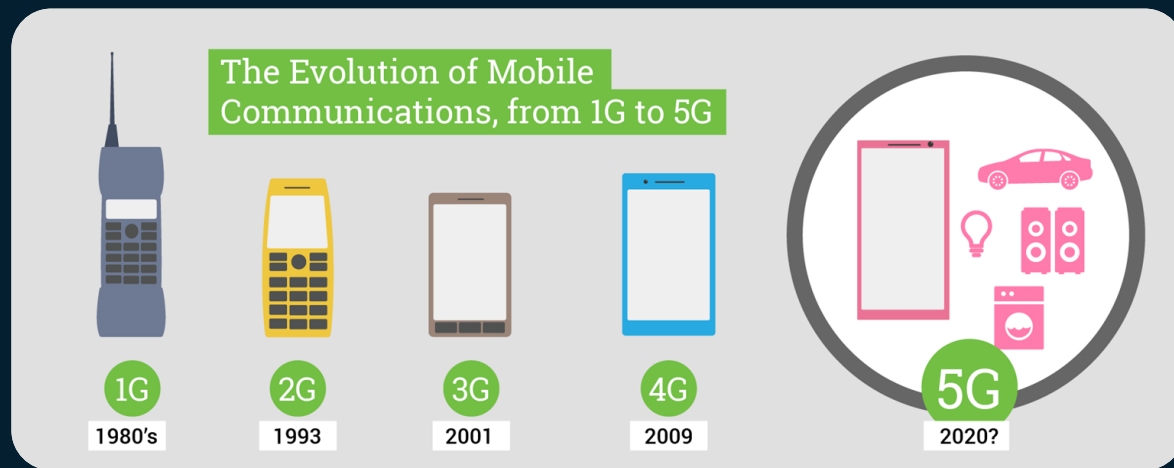 The Evolution of Mobile
Communications, from 1G to 5G
1G
2G
3G
4G
5G
1980's
1993
2001
2009
2020?